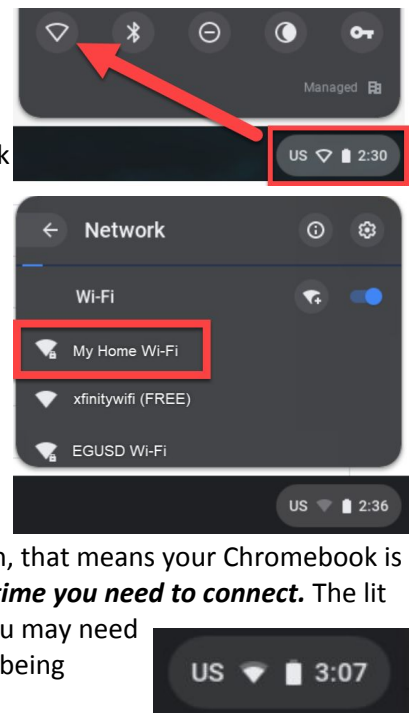 Managed
US 2:30
Network
Wi-Fi
My Home Wi-Fi
xfinitywifi (FREE)
EGUSD Wi-Fi
US 2:36
that means your Chromebook is
time you need to connect. The lit
may need
being
US 3:07